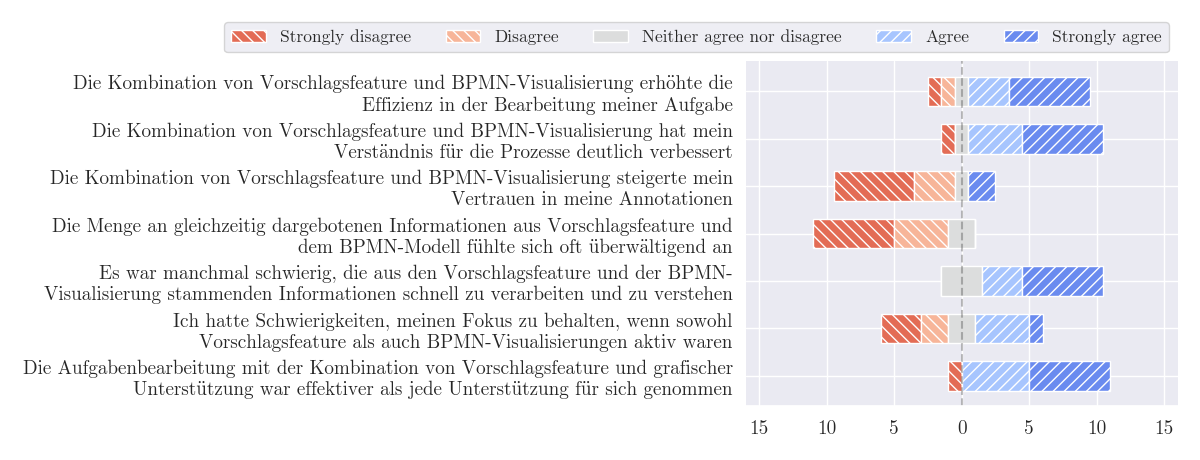 Strongly disagree Disagree Neither agree nor disagree Agree Strongly agree
Die Kombination von Vorschlagsfeature und BPMN-Visualisierung erhöhte die
Effizienz in der Bearbeitung meiner Aufgabe
Die Kombination von Vorschlagsfeature und BPMN-Visualisierung hat mein
Verständnis für die Prozesse deutlich verbessert
Die Kombination von Vorschlagsfeature und BPMN-Visualisierung steigerte mein
Vertrauen in meine Annotationen
Die Menge an gleichzeitig dargebotenen Informationen aus Vorschlagsfeature und
dem BPMN-Modell fühlte sich oft überwältigend an
Es war manchmal schwierig, die aus den Vorschlagsfeature und der BPMN-
Visualisierung stammenden Informationen schnell zu verarbeiten und zu verstehen
Ich hatte Schwierigkeiten, meinen Fokus zu behalten, wenn sowohl
Vorschlagsfeature als auch BPMN-Visualisierungen aktiv waren
Die Aufgabenbearbeitung mit der Kombination von Vorschlagsfeature und grafischer
Unterstützung war effektiver als jede Unterstützung für sich genommen
15 10 5 0 5 10 15